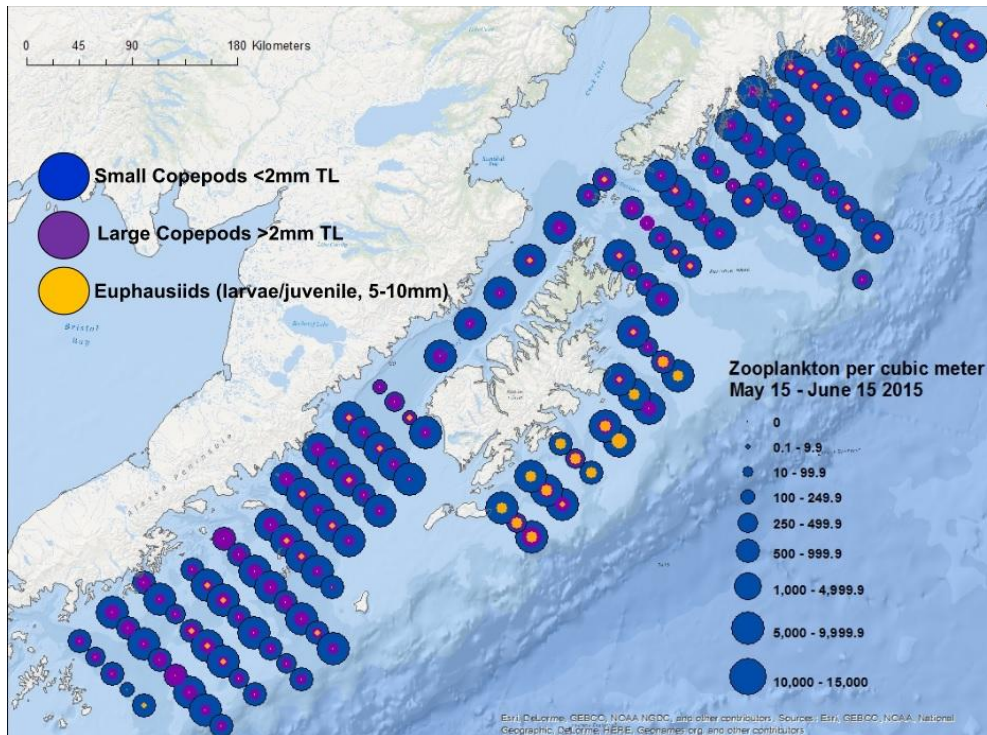 0 45 90 180 Kilometers
Small Copepods <2mm TL
Large Copepods >2mm TL
Euphausiids (larvae/juvenile, 5-10mm)
Bristol
Bay
Alaska Peninsula
Zooplankton per cubic meter
May 15 - June 15 2015
0
0.1 - 9.9
10 - 99.9
100 - 249.9
250 - 499.9
500 - 999.9
1,000 - 4,999.9
5,000 - 9,999.9
10,000 - 15,000
Esri, DeLorme, GEBCO, NOAA NGDC, and other contributors, Sources: Esri, GEBCO, NOAA, National
Geographic, DeLorme, HERE, Geonames.org, and other contributors